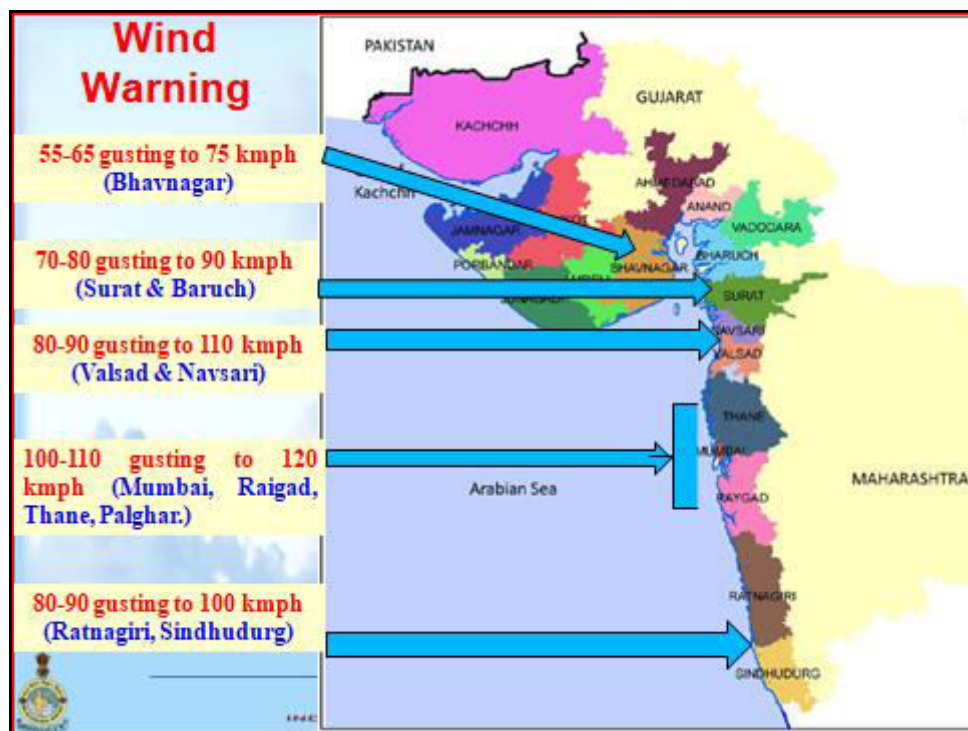 Wind
Warning
55-65 gusting to 75 kmph
(Bhavnagar)
70-80 gusting to 90 kmph
(Surat & Baruch)
80-90 gusting to 110 kmph
(Valsad & Navsari)
100-110 gusting to 120
kmph (Mumbai, Raigad,
Thane, Palghar.)
80-90 gusting to 100 kmph
(Ratnagiri, Sindhudurg)
PAKISTAN
GUJARAT
KACHCHH
Kachchh
AHMEDABAD
ANAND
VADODARA
JAMNAGAR
PORBANDAR
BHAVNAGAR
BHARUCH
SURAT
NAVSARI
VALSAD
THANE
MUMBAI
Arabian Sea
RAYGAD
MAHARASHTRA
RATNAGIRI
SINDHUDURG